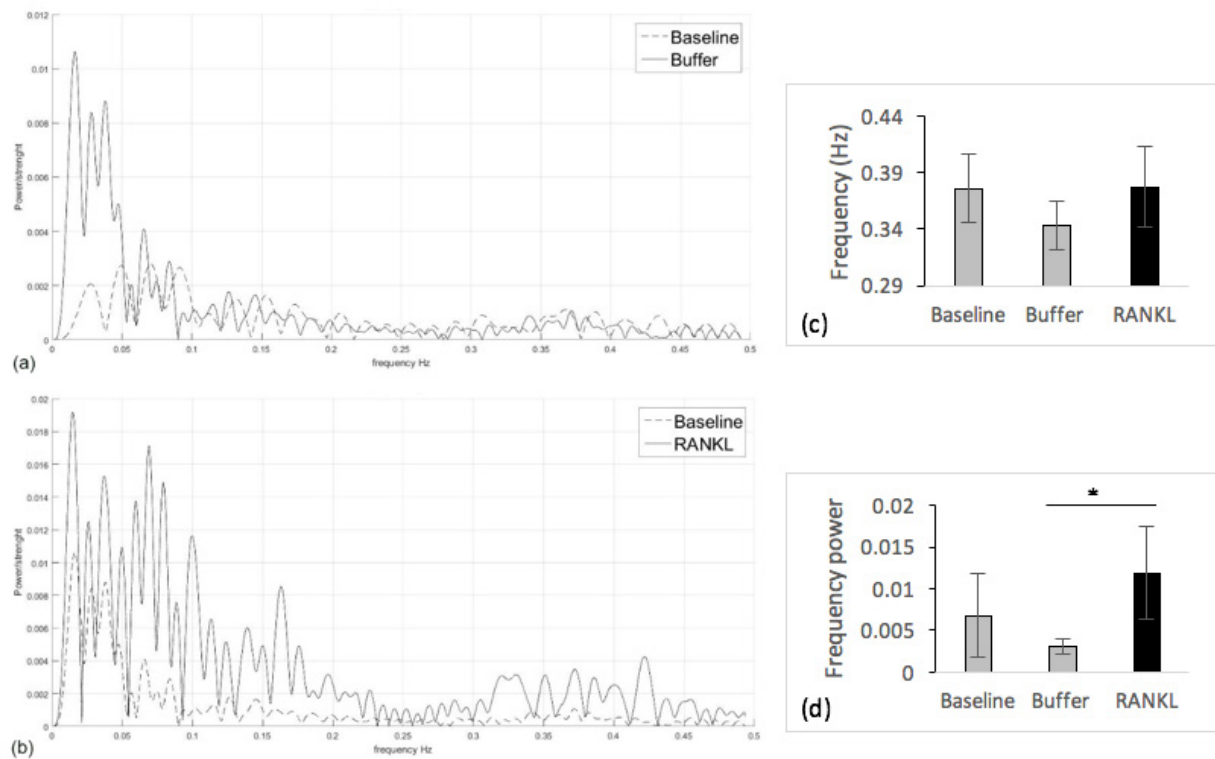 0.012
0.01
0.008
0.006
0.004
0.002
0
Power/strenght
0 0.05 0.1 0.15 0.2 0.25 0.3 0.35 0.4 0.45 0.5
frequency Hz
Baseline
Buffer
(a)
0.02
0.018
0.016
0.014
0.012
0.01
0.008
0.006
0.004
0.002
0
Power/strenght
0 0.05 0.1 0.15 0.2 0.25 0.3 0.35 0.4 0.45 0.5
frequency Hz
Baseline
RANKL
(b)
0.44
0.39
0.34
0.29
Frequency (Hz)
Baseline Buffer RANKL
(c)
0.02
0.015
0.01
0.005
0
Frequency power
*
Baseline Buffer RANKL
(d)